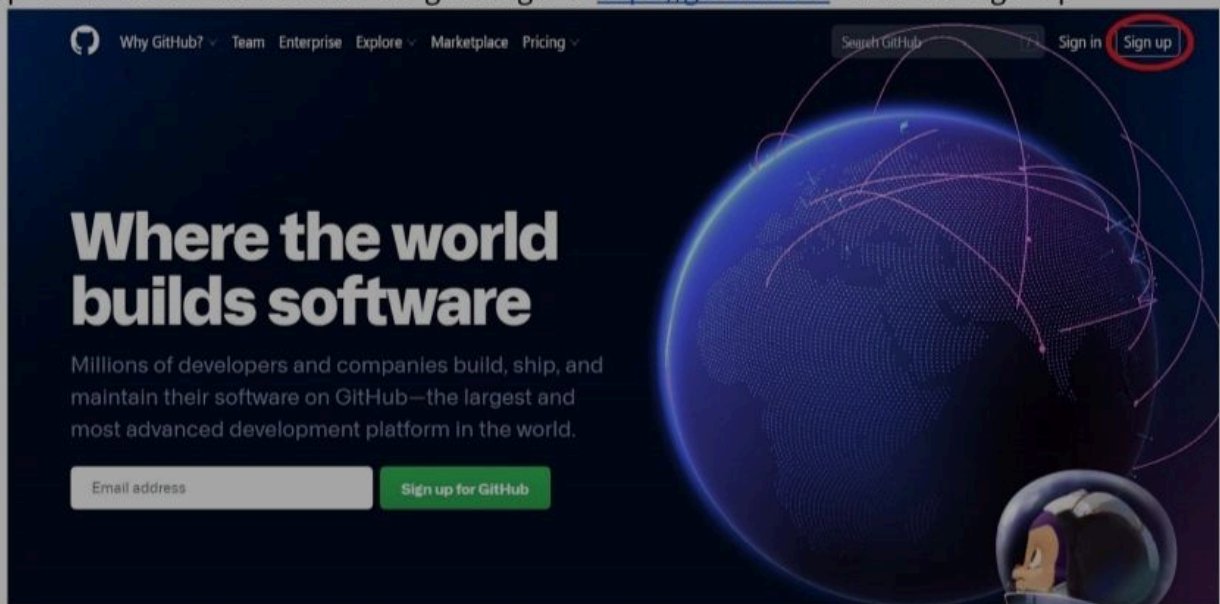 Why GitHub? Team Enterprise Explore Marketplace Pricing
Search GitHub / Sign in Sign up
Where the world
builds software
Millions of developers and companies build, ship, and
maintain their software on GitHub—the largest and
most advanced development platform in the world.
Email address Sign up for GitHub